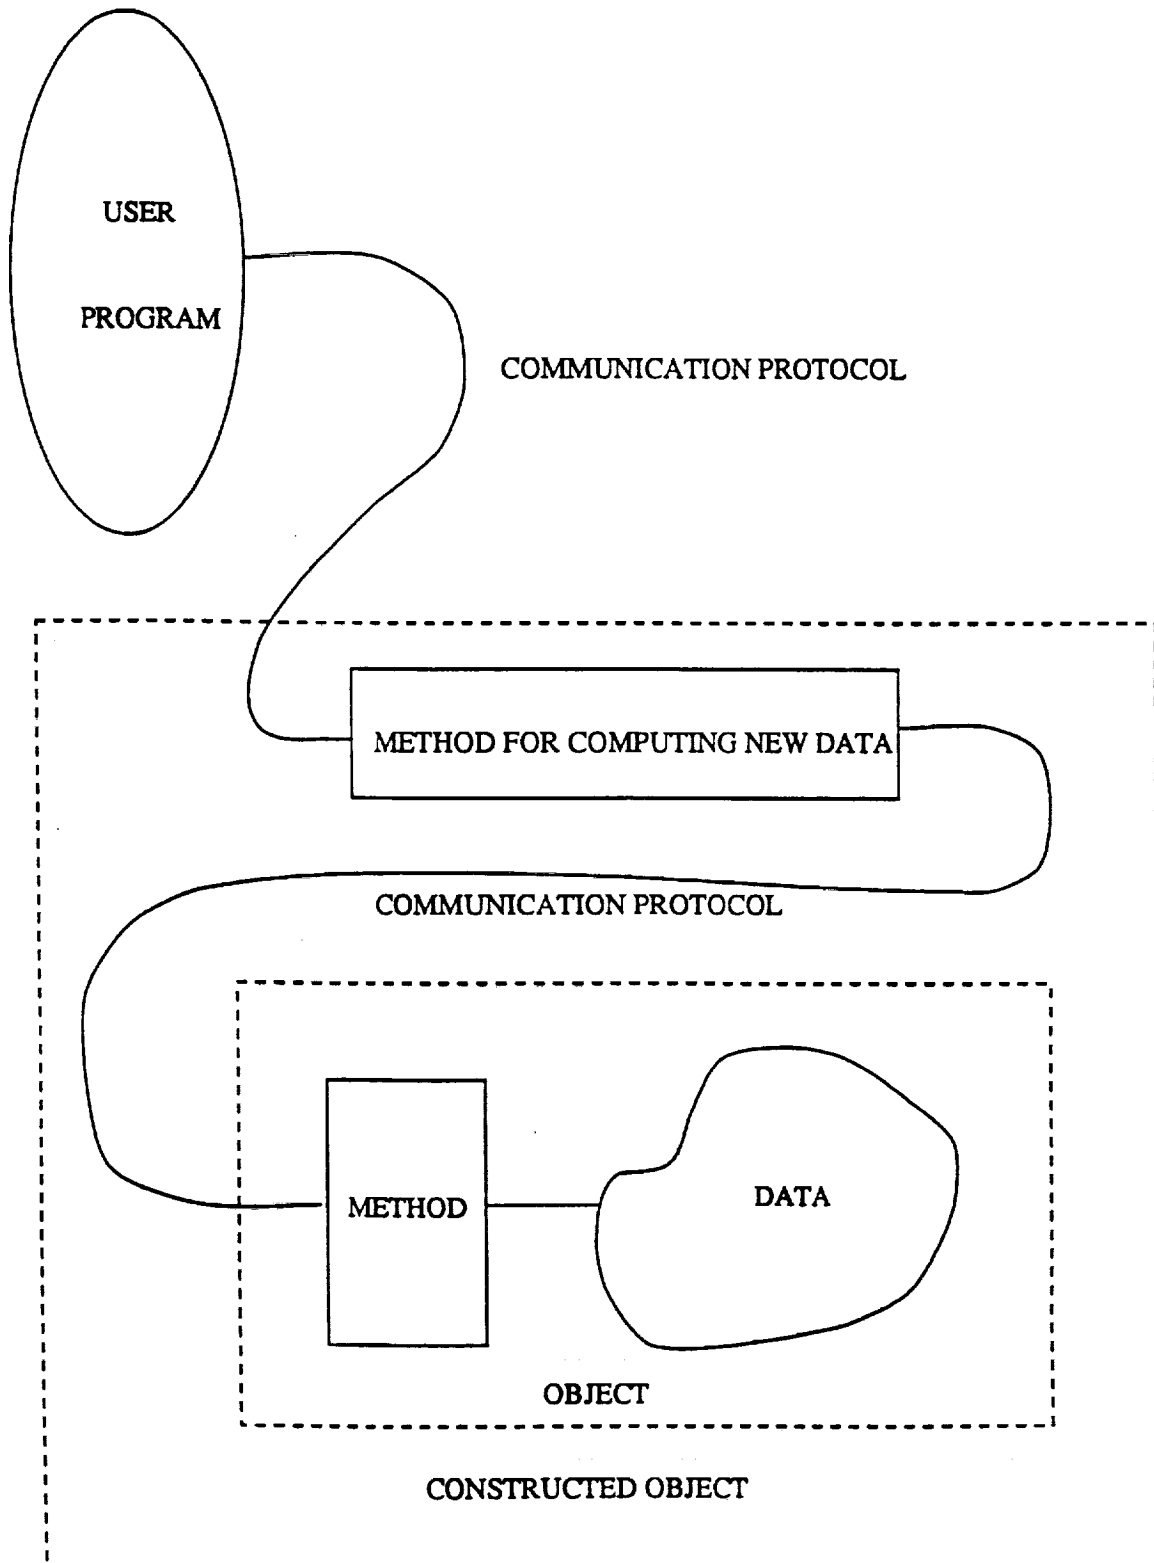 USER
PROGRAM
COMMUNICATION PROTOCOL
METHOD FOR COMPUTING NEW DATA
COMMUNICATION PROTOCOL
METHOD
DATA
OBJECT
CONSTRUCTED OBJECT